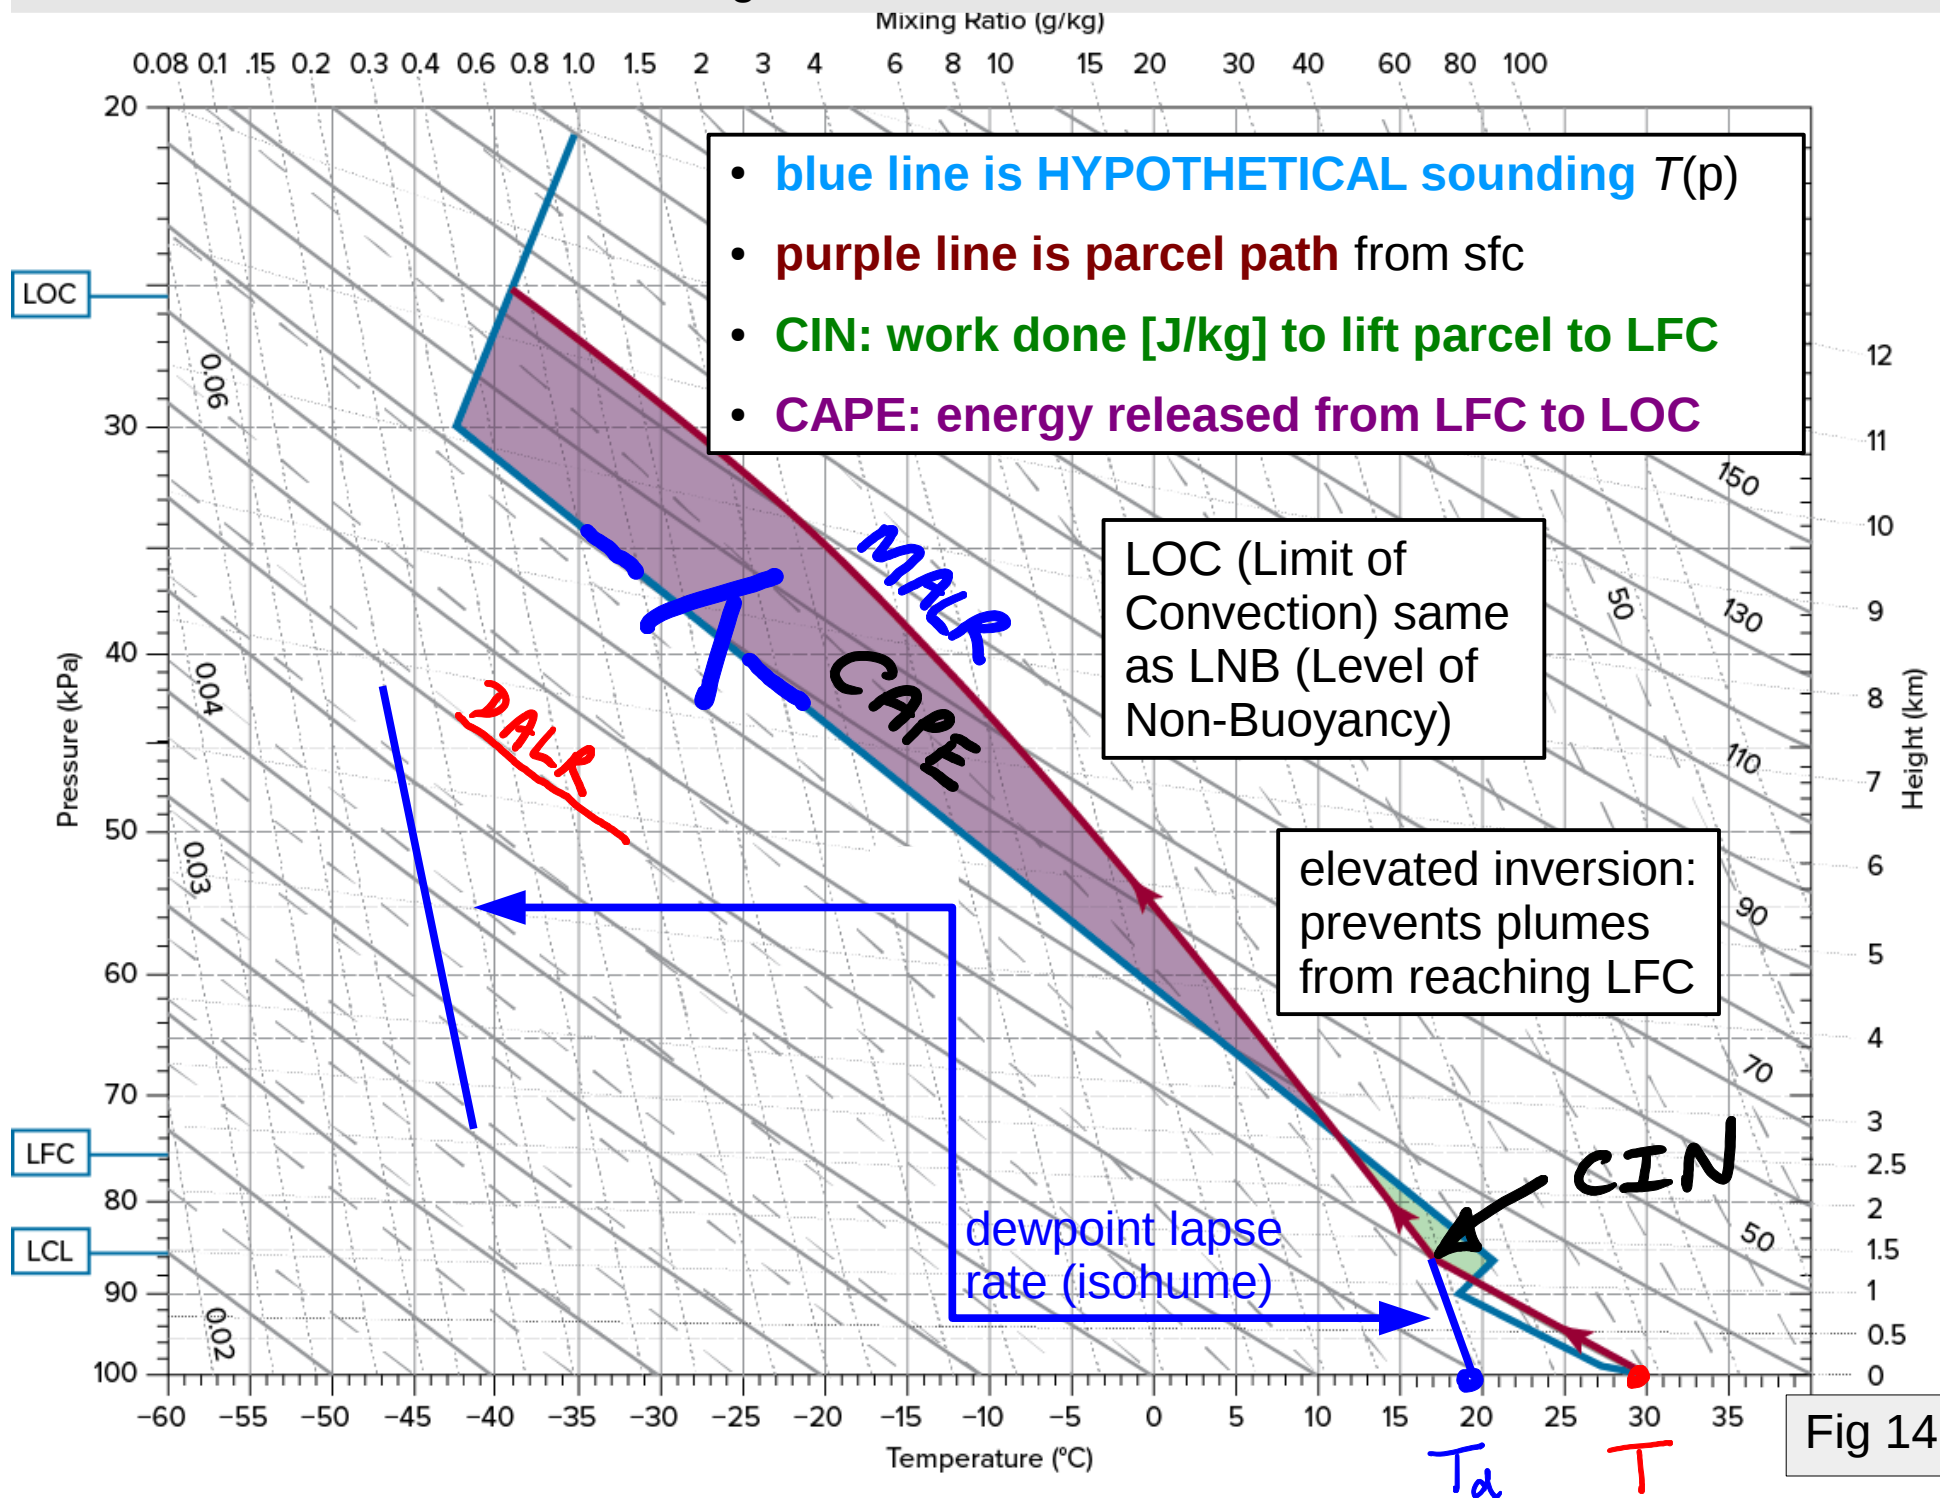 Mixing Ratio (g/kg)
0.08 0.1 .15 0.2 0.3 0.4 0.6 0.8 1.0 1.5 2 3 4 6 8 10 15 20 30 40 60 80 100
• blue line is HYPOTHETICAL sounding T(p)
• purple line is parcel path from sfc
• CIN: work done [J/kg] to lift parcel to LFC
• CAPE: energy released from LFC to LOC
20
30
40
50
60
70
80
90
100
Pressure (kPa)
LOC
LFC
LCL
0.06
0.04
0.03
0.02
DALR
T
MALR
CAPE
LOC (Limit of
Convection) same
as LNB (Level of
Non-Buoyancy)
elevated inversion:
prevents plumes
from reaching LFC
CIN
dewpoint lapse
rate (isohume)
150
50
130
110
90
70
50
12
11
10
9
8
7
6
5
4
3
2.5
2
1.5
1
0.5
0
Height (km)
−60 −55 −50 −45 −40 −35 −30 −25 −20 −15 −10 −5 0 5 10 15 20 25 30 35
Temperature (°C)
Td
T
Fig 14